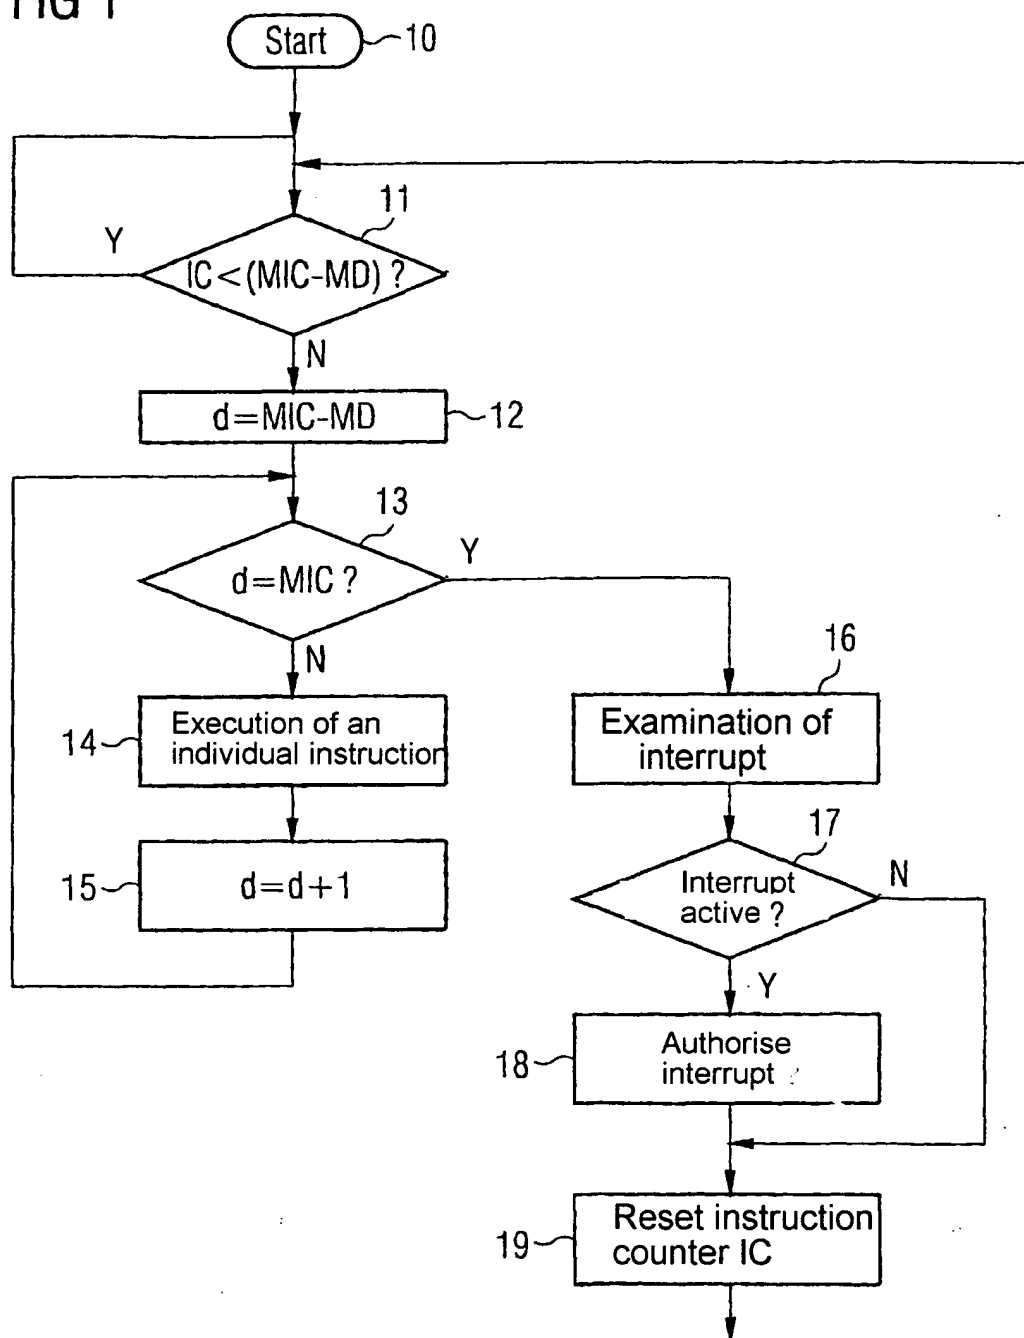 FIG 1
Start
10
11
Y
IC<(MIC-MD) ?
N
d=MIC-MD
12
13
Y
d=MIC ?
N
16
14
Execution of an
individual instruction
Examination of
interrupt
17
15
d=d+1
Interrupt
active ?
N
Y
18
Authorise
interrupt
19
Reset instruction
counter IC